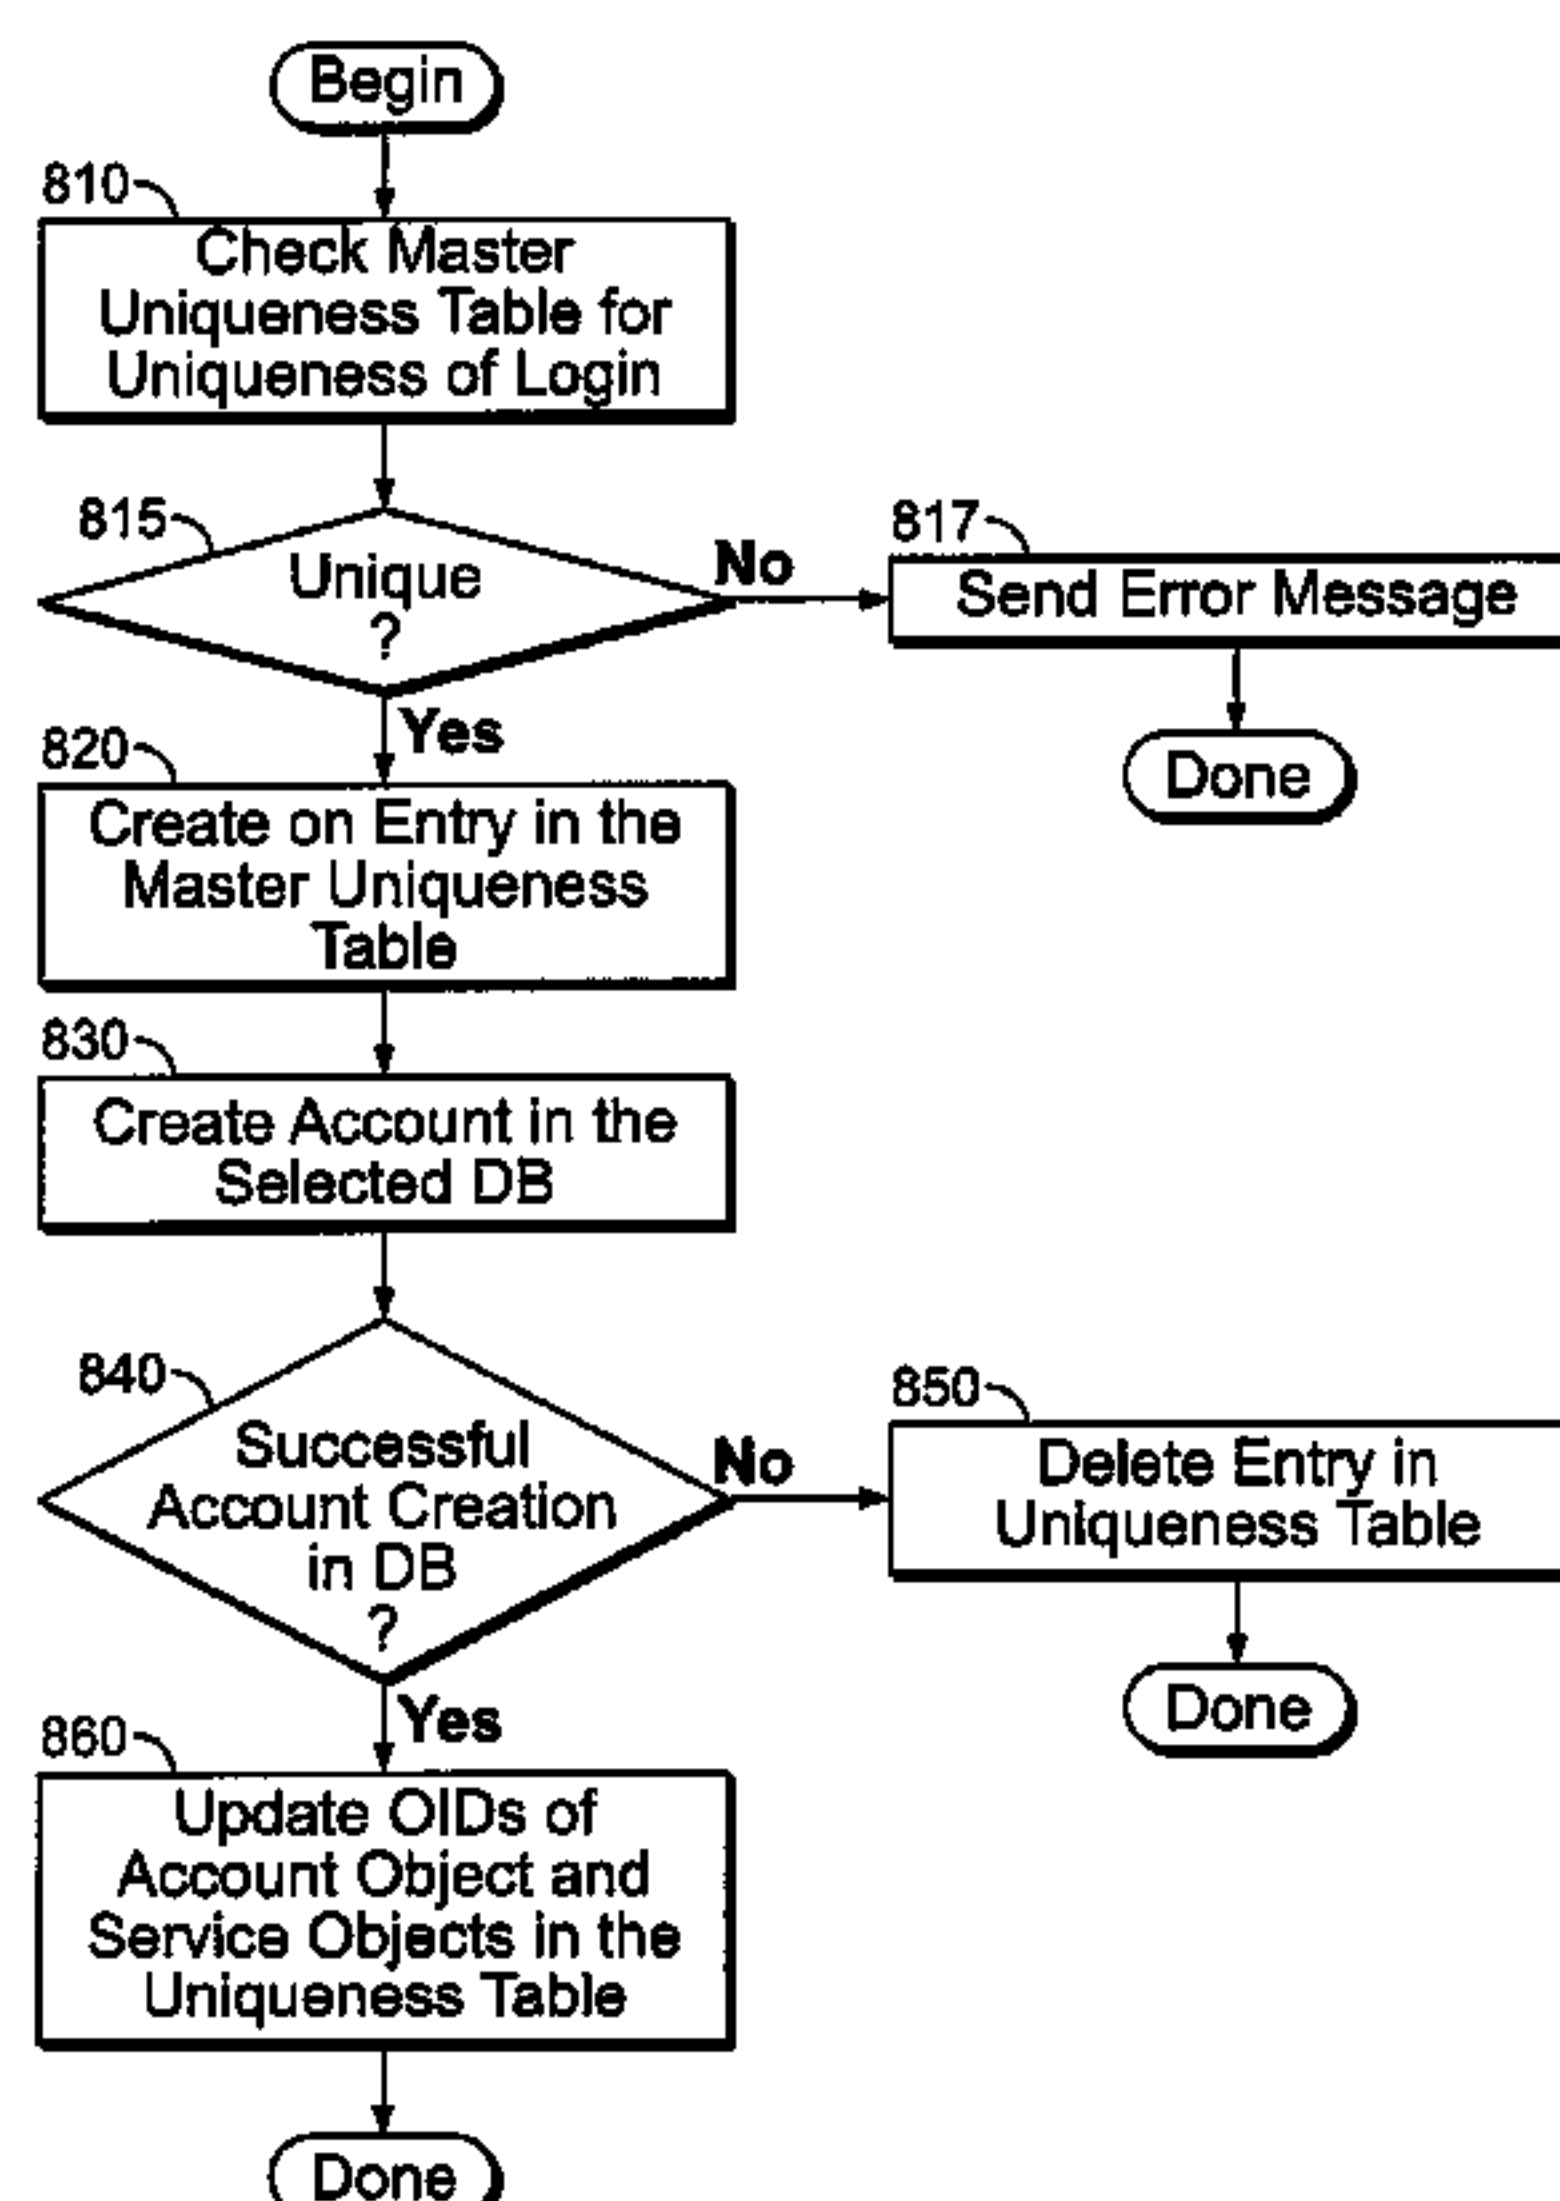 Begin
810
Check Master
Uniqueness Table for
Uniqueness of Login
815
Unique
?
No
817
Send Error Message
Done
Yes
820
Create on Entry in the
Master Uniqueness
Table
830
Create Account in the
Selected DB
840
Successful
Account Creation
in DB
?
No
850
Delete Entry in
Uniqueness Table
Done
Yes
860
Update OIDs of
Account Object and
Service Objects in the
Uniqueness Table
Done